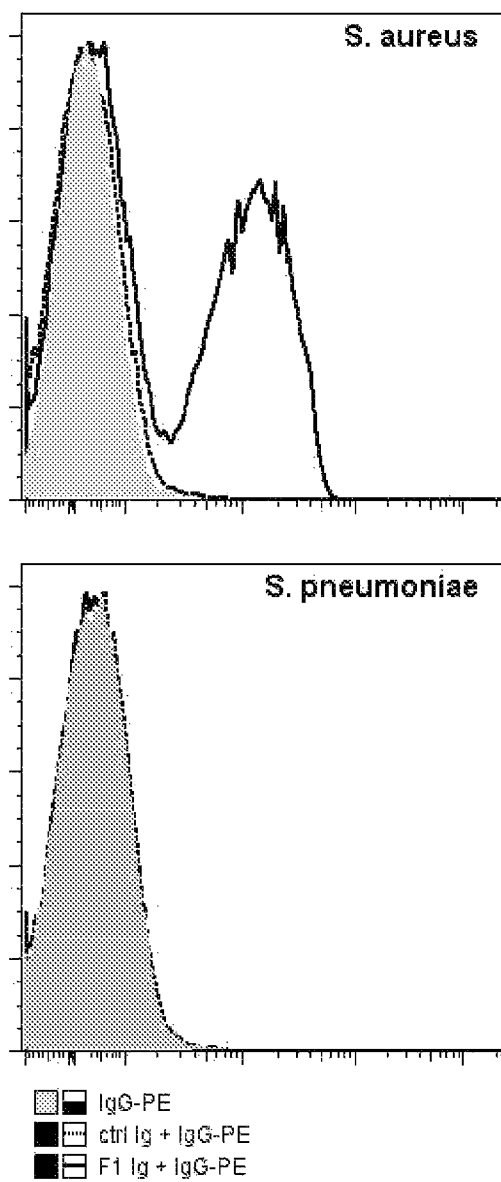 S. aureus
S. pneumoniae
IgG-PE
ctrl Ig + IgG-PE
F1 Ig + IgG-PE